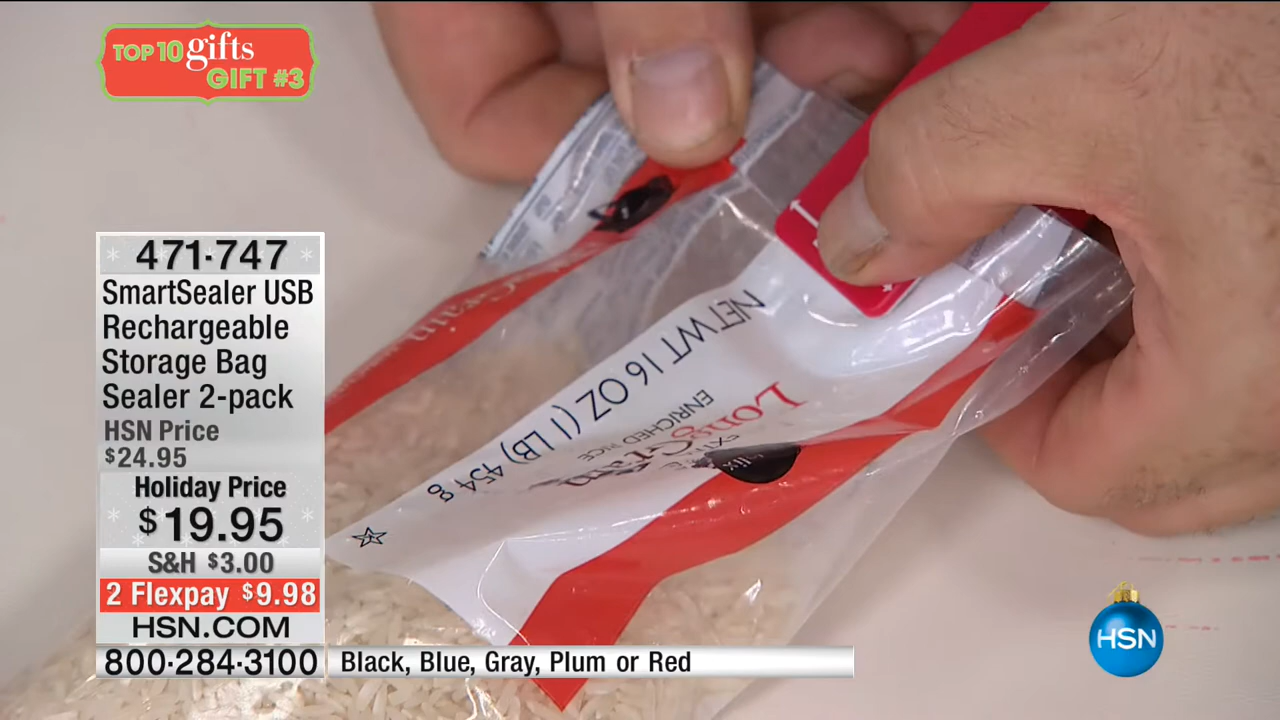 TOP 10 gifts
GIFT #3
471·747
SmartSealer USB
Rechargeable
Storage Bag
Sealer 2-pack
HSN Price
$24.95
Holiday Price
$19.95
S&H $3.00
2 Flexpay $9.98
HSN.COM
800·284·3100
Black, Blue, Gray, Plum or Red
NET WT 16 OZ (1 LB) 454 g
Long Grain
ENRICHED RICE
HSN